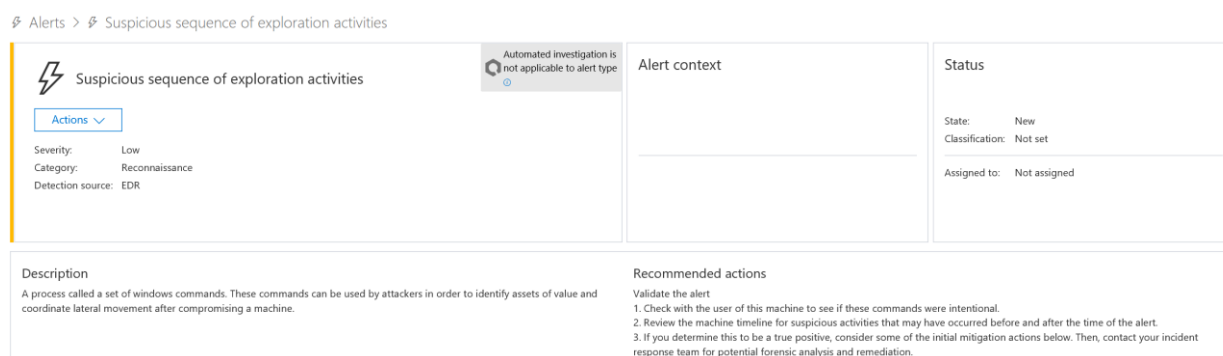 Alerts > Suspicious sequence of exploration activities
Automated investigation is
not applicable to alert type
Suspicious sequence of exploration activities
Actions
Severity: Low
Category: Reconnaissance
Detection source: EDR
Alert context
Status
State: New
Classification: Not set
Assigned to: Not assigned
Description
A process called a set of windows commands. These commands can be used by attackers in order to identify assets of value and
coordinate lateral movement after compromising a machine.
Recommended actions
Validate the alert
1. Check with the user of this machine to see if these commands were intentional.
2. Review the machine timeline for suspicious activities that may have occurred before and after the time of the alert.
3. If you determine this to be a true positive, consider some of the initial mitigation actions below. Then, contact your incident
response team for potential forensic analysis and remediation.